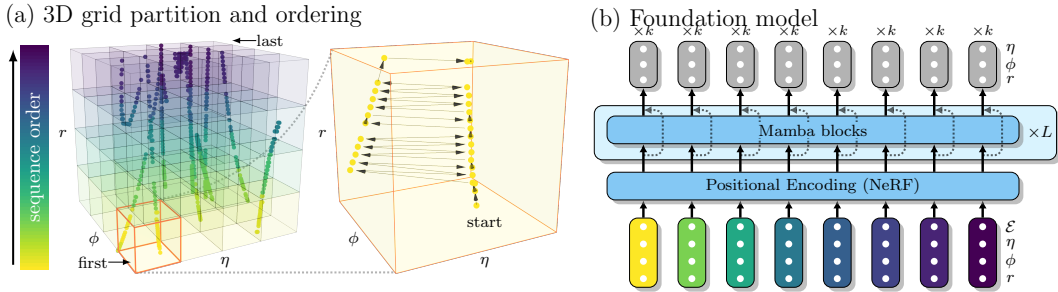 (a) 3D grid partition and ordering
sequence order
last
r
ϕ
first
η
r
start
ϕ
η
(b) Foundation model
×k ×k ×k ×k ×k ×k ×k ×k
η
ϕ
r
Mamba blocks
×L
Positional Encoding (NeRF)
ℰ
η
ϕ
r